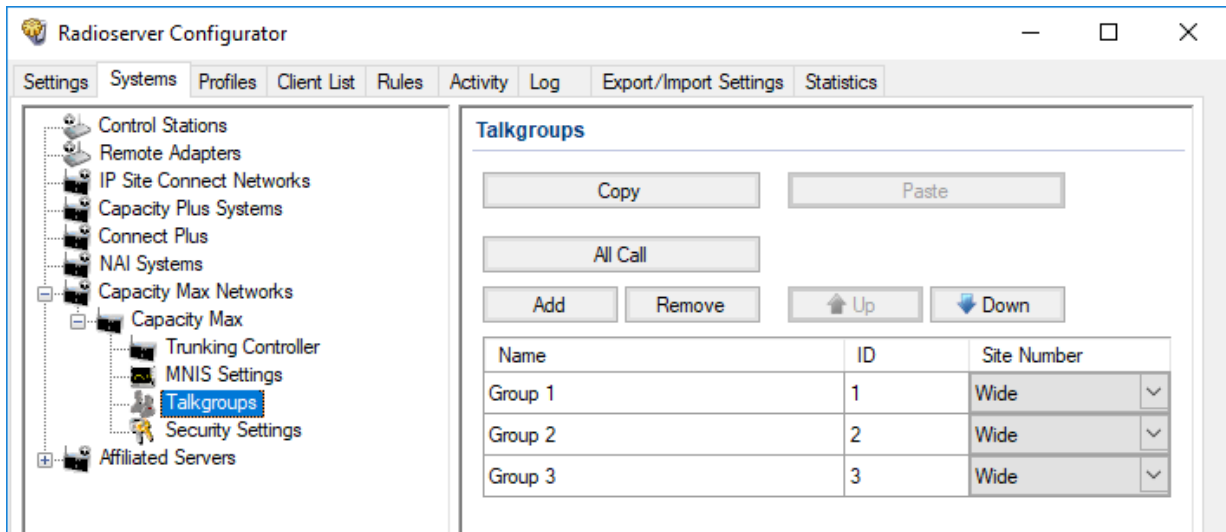 Radioserver Configurator
Settings Systems Profiles Client List Rules Activity Log Export/Import Settings Statistics
Control Stations
Remote Adapters
IP Site Connect Networks
Capacity Plus Systems
Connect Plus
NAI Systems
Capacity Max Networks
Capacity Max
Trunking Controller
MNIS Settings
Talkgroups
Security Settings
Affiliated Servers
Talkgroups
Copy Paste
All Call
Add Remove Up Down
Name ID Site Number
Group 1 1 Wide
Group 2 2 Wide
Group 3 3 Wide